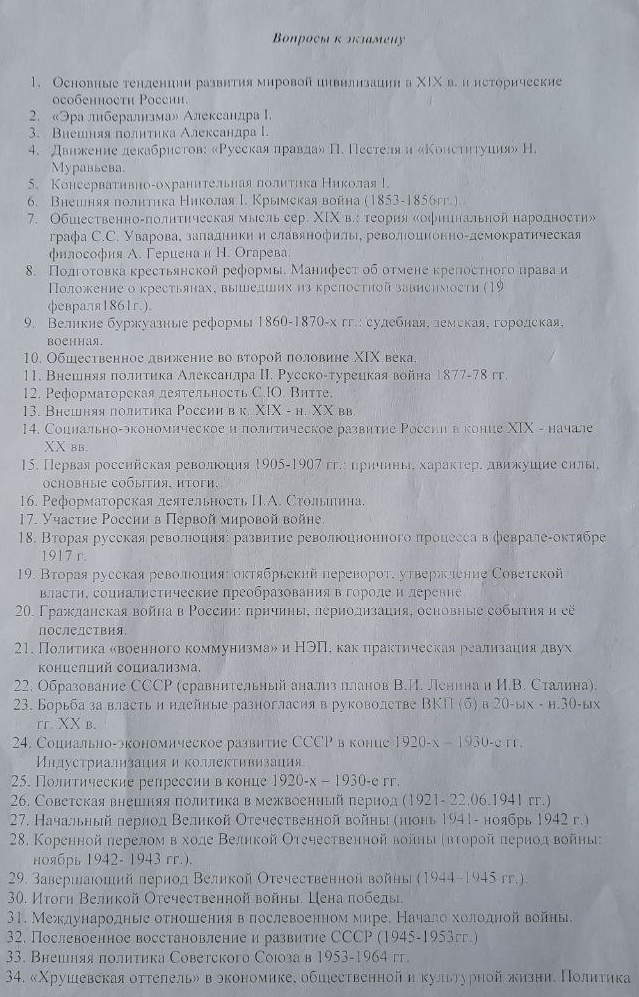 Вопросы к экзамену
1. Основные тенденции развития мировой цивилизации в XIX в. и исторические
особенности России.
2. «Эра либерализма» Александра I.
3. Внешняя политика Александра I.
4. Движение декабристов: «Русская правда» П. Пестеля и «Конституция» Н.
Муравьева.
5. Консервативно-охранительная политика Николая I.
6. Внешняя политика Николая I. Крымская война (1853-1856гг.).
7. Общественно-политическая мысль сер. XIX в.: теория «официальной народности»
графа С.С. Уварова, западники и славянофилы, революционно-демократическая
философия А. Герцена и Н. Огарева.
8. Подготовка крестьянской реформы. Манифест об отмене крепостного права и
Положение о крестьянах, вышедших из крепостной зависимости (19
февраля1861г.).
9. Великие буржуазные реформы 1860-1870-х гг.: судебная, земская, городская,
военная.
10. Общественное движение во второй половине XIX века.
11. Внешняя политика Александра II. Русско-турецкая война 1877-78 гг.
12. Реформаторская деятельность С.Ю. Витте.
13. Внешняя политика России в к. XIX - н. XX вв.
14. Социально-экономическое и политическое развитие России в конце XIX - начале
XX вв.
15. Первая российская революция 1905-1907 гг.: причины, характер, движущие силы,
основные события, итоги.
16. Реформаторская деятельность П.А. Столыпина.
17. Участие России в Первой мировой войне.
18. Вторая русская революция: развитие революционного процесса в феврале-октябре
1917 г.
19. Вторая русская революция: октябрьский переворот, утверждение Советской
власти, социалистические преобразования в городе и деревне.
20. Гражданская война в России: причины, периодизация, основные события и её
последствия.
21. Политика «военного коммунизма» и НЭП, как практическая реализация двух
концепций социализма.
22. Образование СССР (сравнительный анализ планов В.И. Ленина и И.В. Сталина).
23. Борьба за власть и идейные разногласия в руководстве ВКП (б) в 20-ых - н.30-ых
гг. XX в.
24. Социально-экономическое развитие СССР в конце 1920-х – 1930-е гг.
Индустриализация и коллективизация.
25. Политические репрессии в конце 1920-х – 1930-е гг.
26. Советская внешняя политика в межвоенный период (1921- 22.06.1941 гг.)
27. Начальный период Великой Отечественной войны (июнь 1941- ноябрь 1942 г.)
28. Коренной перелом в ходе Великой Отечественной войны (второй период войны:
ноябрь 1942- 1943 гг.).
29. Завершающий период Великой Отечественной войны (1944–1945 гг.).
30. Итоги Великой Отечественной войны. Цена победы.
31. Международные отношения в послевоенном мире. Начало холодной войны.
32. Послевоенное восстановление и развитие СССР (1945-1953гг.)
33. Внешняя политика Советского Союза в 1953-1964 гг.
34. «Хрущевская оттепель» в экономике, общественной и культурной жизни. Политика